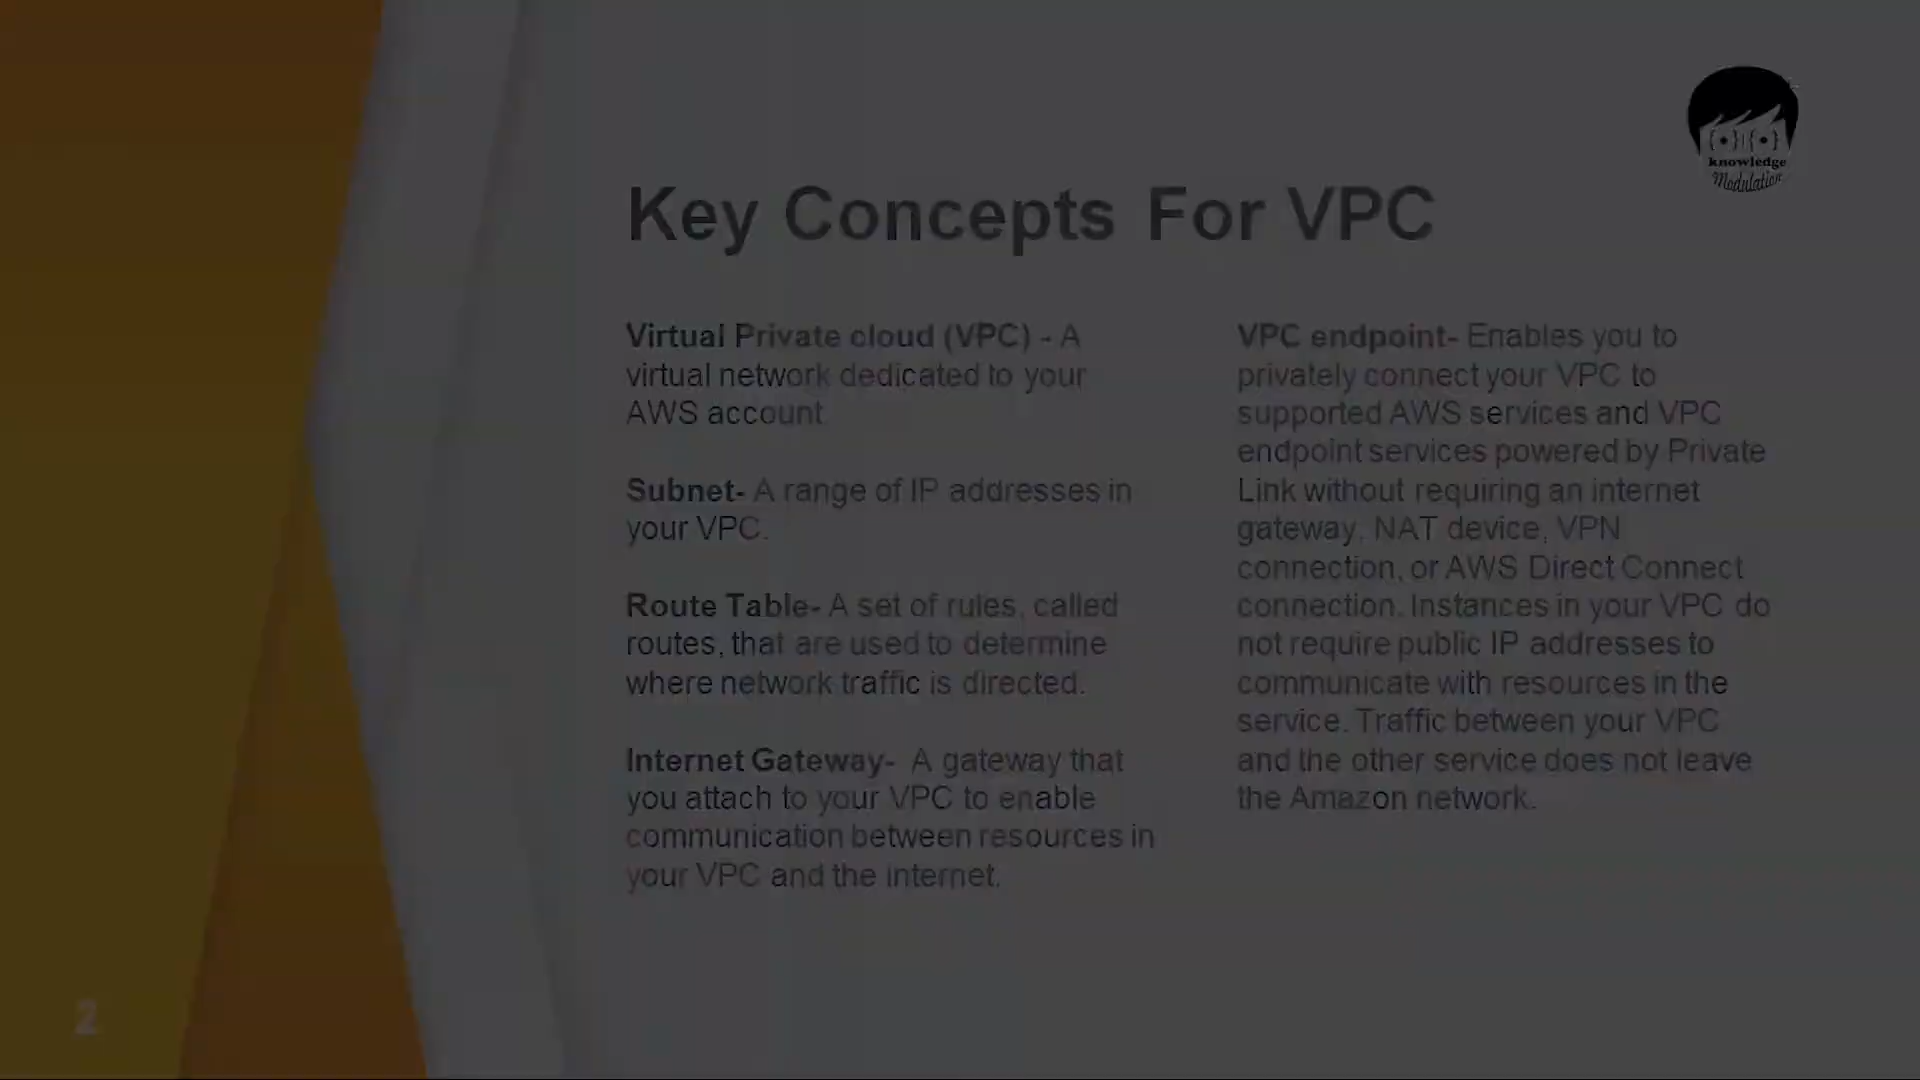 knowledge
Modulation
Key Concepts For VPC
Virtual Private cloud (VPC) - A
virtual network dedicated to your
AWS account
Subnet- A range of IP addresses in
your VPC.
Route Table- A set of rules, called
routes, that are used to determine
where network traffic is directed.
Internet Gateway- A gateway that
you attach to your VPC to enable
communication between resources in
your VPC and the internet.
VPC endpoint- Enables you to
privately connect your VPC to
supported AWS services and VPC
endpoint services powered by Private
Link without requiring an internet
gateway, NAT device, VPN
connection, or AWS Direct Connect
connection. Instances in your VPC do
not require public IP addresses to
communicate with resources in the
service. Traffic between your VPC
and the other service does not leave
the Amazon network.
2